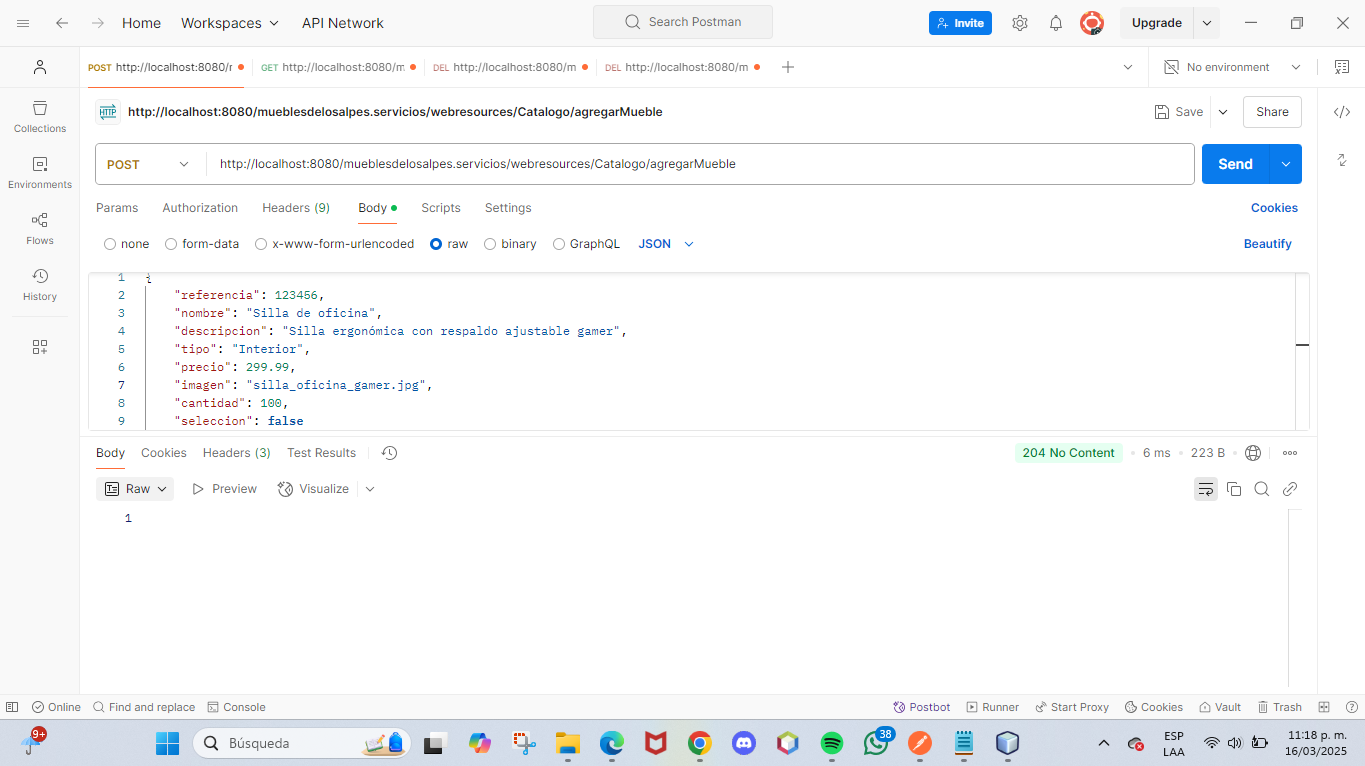 Home Workspaces API Network Search Postman Invite Upgrade
POST http://localhost:8080/r GET http://localhost:8080/m DEL http://localhost:8080/m DEL http://localhost:8080/m No environment
HTTP http://localhost:8080/mueblesdelosalpes.servicios/webresources/Catalogo/agregarMueble Save Share
POST http://localhost:8080/mueblesdelosalpes.servicios/webresources/Catalogo/agregarMueble Send
Params Authorization Headers (9) Body Scripts Settings Cookies
none form-data x-www-form-urlencoded raw binary GraphQL JSON Beautify
Collections
Environments
Flows
History
1 {
2 "referencia": 123456,
3 "nombre": "Silla de oficina",
4 "descripcion": "Silla ergonómica con respaldo ajustable gamer",
5 "tipo": "Interior",
6 "precio": 299.99,
7 "imagen": "silla_oficina_gamer.jpg",
8 "cantidad": 100,
9 "seleccion": false
Body Cookies Headers (3) Test Results 204 No Content 6 ms 223 B
Raw Preview Visualize
1
Online Find and replace Console Postbot Runner Start Proxy Cookies Vault Trash
9+ Búsqueda 38 ESP 11:18 p. m.
LAA 16/03/2025